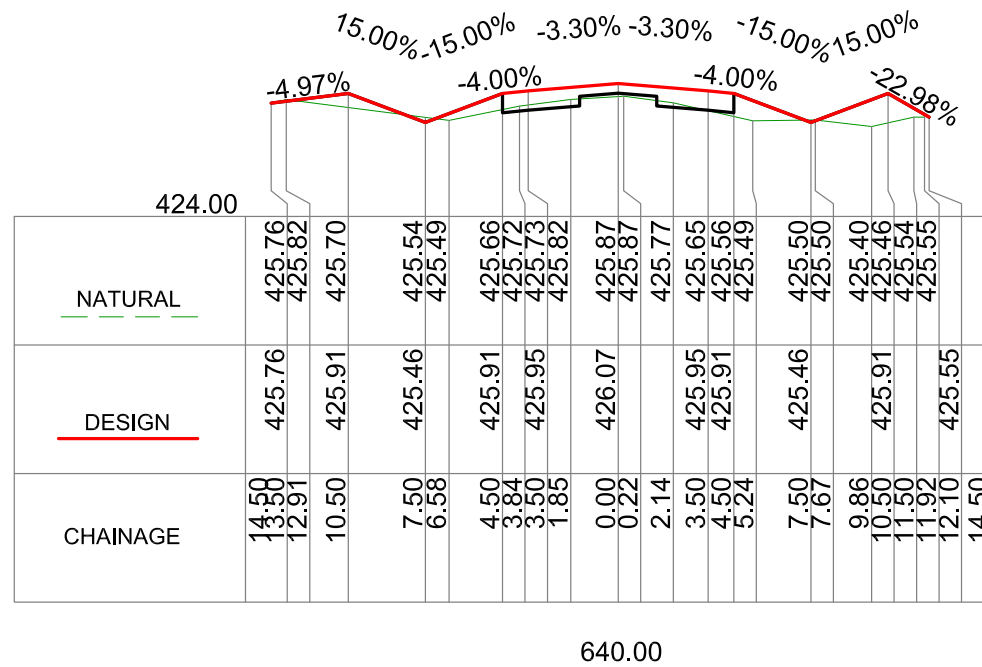 15.00% -15.00% -3.30% -3.30% -15.00% 15.00%
-4.97% -4.00% -4.00% -22.98%
424.00
NATURAL 425.76 425.82 425.70 425.54 425.49 425.66 425.72 425.73 425.82 425.87 425.87 425.77 425.65 425.56 425.49 425.50 425.50 425.40 425.46 425.54 425.55
DESIGN 425.76 425.91 425.46 425.91 425.95 426.07 425.95 425.91 425.46 425.91 425.55
CHAINAGE 14.50 13.50 12.91 10.50 7.50 6.58 4.50 3.84 3.50 1.85 0.00 0.22 2.14 3.50 4.50 5.24 7.50 7.67 9.86 10.50 11.50 11.92 12.10 14.50
640.00